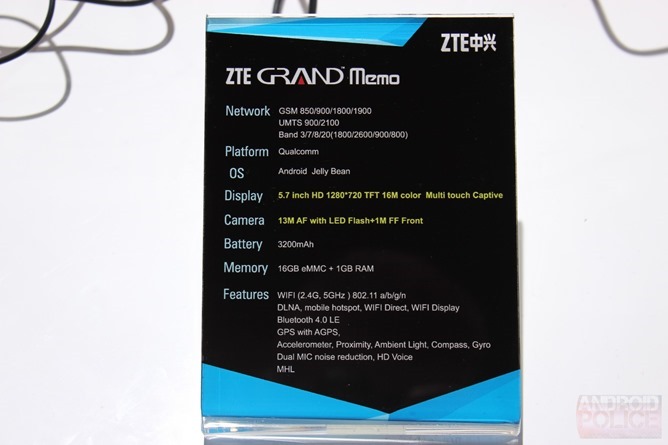 ZTE中兴
ZTE GRAND™ Memo
Network GSM 850/900/1800/1900
UMTS 900/2100
Band 3/7/8/20(1800/2600/900/800)
Platform Qualcomm
OS Android Jelly Bean
Display 5.7 inch HD 1280*720 TFT 16M color Multi touch Captive
Camera 13M AF with LED Flash+1M FF Front
Battery 3200mAh
Memory 16GB eMMC + 1GB RAM
Features WIFI (2.4G, 5GHz ) 802.11 a/b/g/n
DLNA, mobile hotspot, WIFI Direct, WIFI Display
Bluetooth 4.0 LE
GPS with AGPS,
Accelerometer, Proximity, Ambient Light, Compass, Gyro
Dual MIC noise reduction, HD Voice
MHL
ANDROID
POLICE